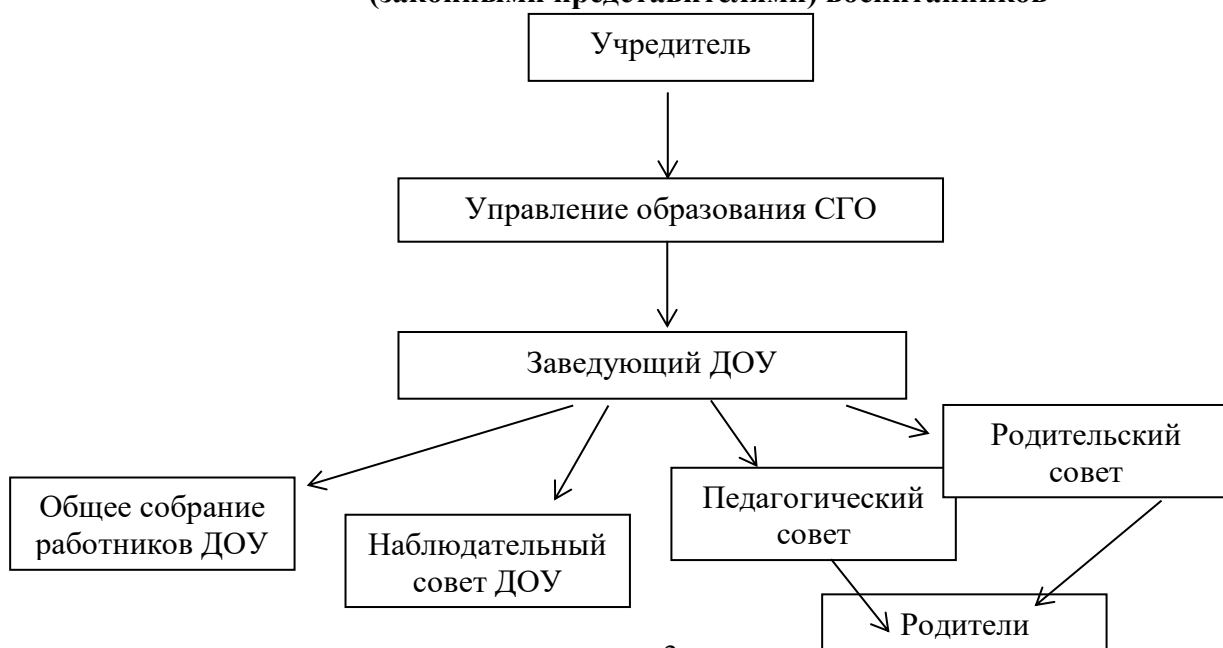 (законными представителями) воспитанников
Учредитель
Управление образования СГО
Заведующий ДОУ
Родительский
совет
Педагогический
совет
Общее собрание
работников ДОУ
Наблюдательный
совет ДОУ
Родители